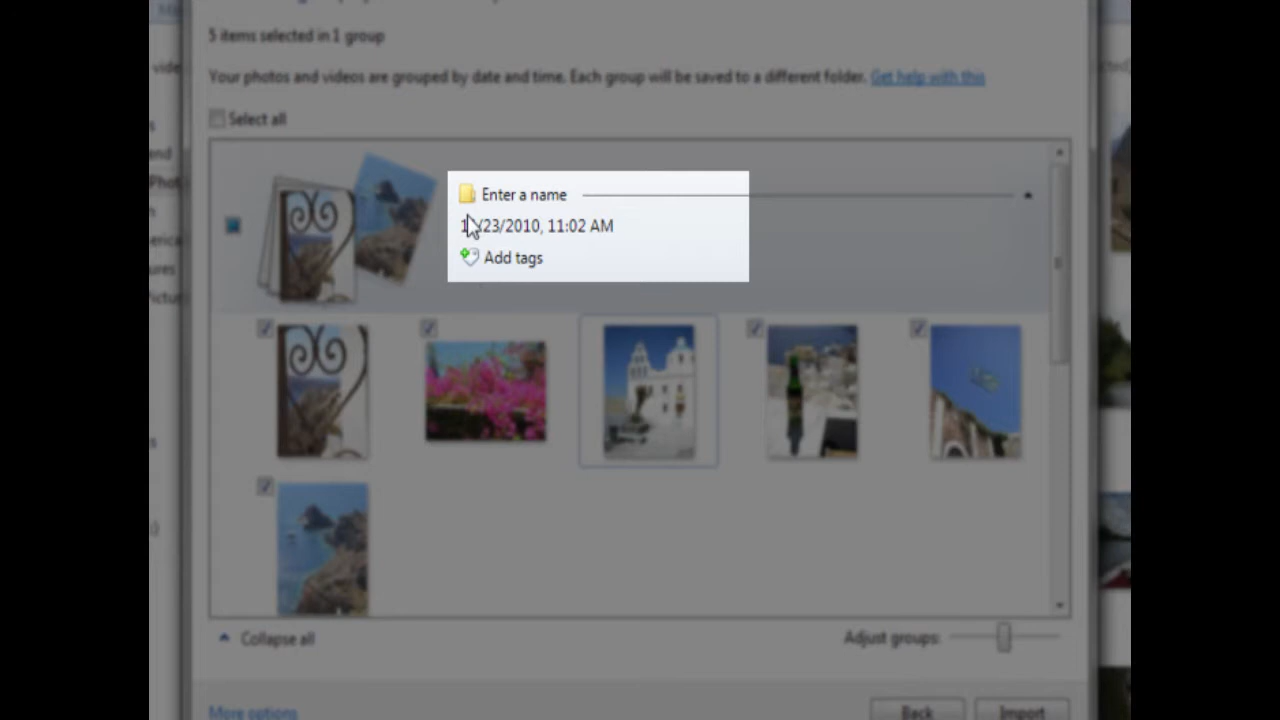 5 items selected in 1 group
Your photos and videos are grouped by date and time. Each group will be saved to a different folder. Get help with this
Select all
Enter a name
/23/2010, 11:02 AM
Add tags
Collapse all
Adjust groups:
More options
Back
Import